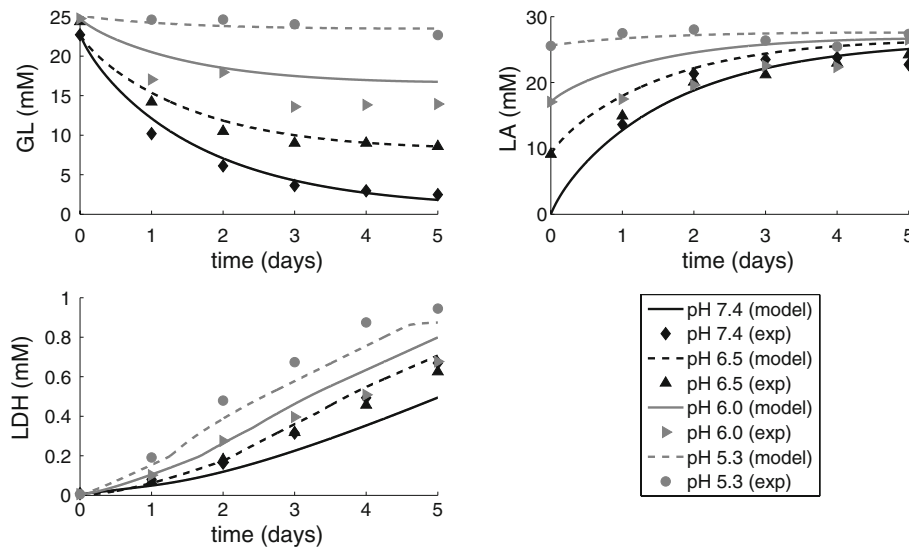 25
20
15
10
5
0
GL (mM)
0 1 2 3 4 5
time (days)
30
20
10
0
LA (mM)
0 1 2 3 4 5
time (days)
1
0.8
0.6
0.4
0.2
0
LDH (mM)
0 1 2 3 4 5
time (days)
pH 7.4 (model)
pH 7.4 (exp)
pH 6.5 (model)
pH 6.5 (exp)
pH 6.0 (model)
pH 6.0 (exp)
pH 5.3 (model)
pH 5.3 (exp)